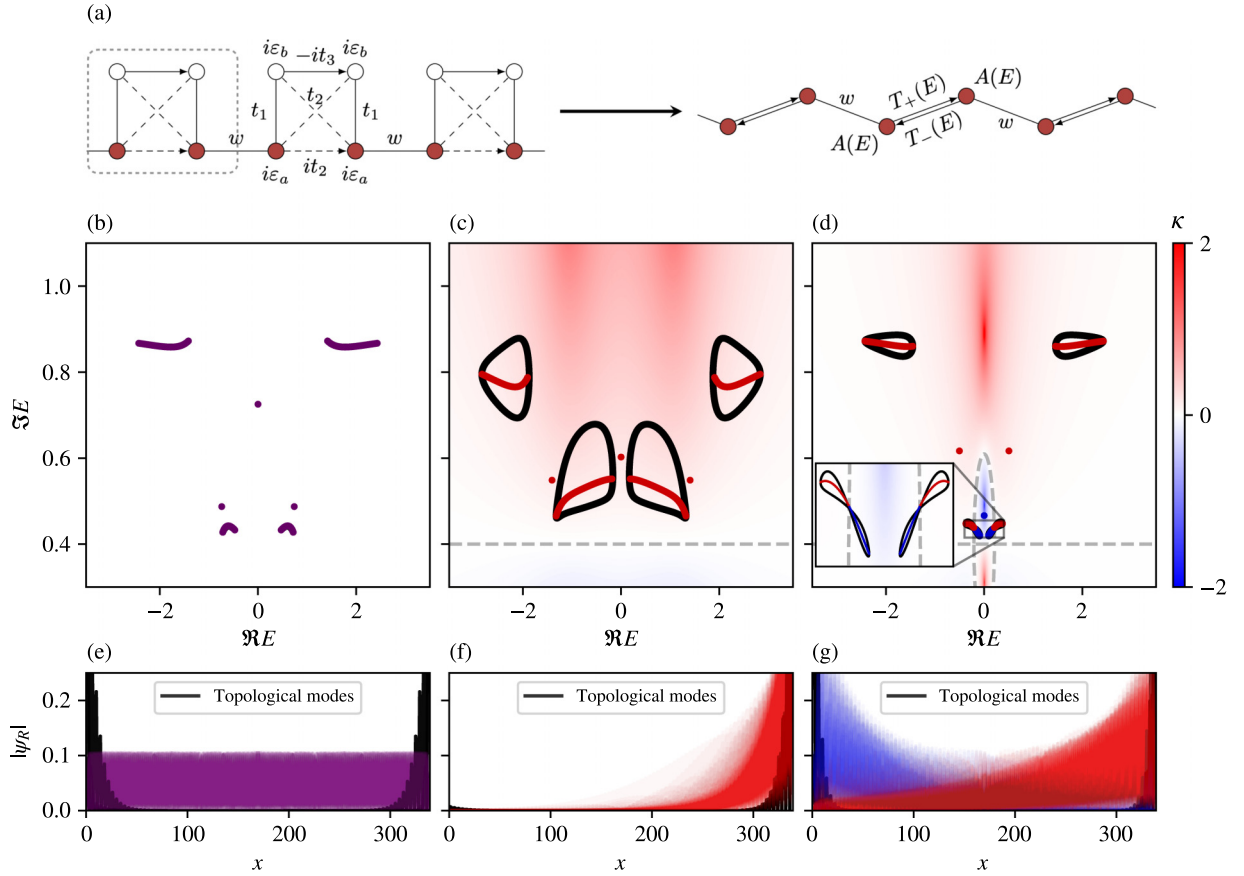 (a)
iε_b −it_3 iε_b
t_2
t_1 t_1
w w
iε_a it_2 iε_a
w T_+(E) A(E)
A(E) T_−(E) w
(b) (c) (d) κ
1.0
0.8
0.6
0.4
ℑE
2
0
−2
−2 0 2
ℜE
−2 0 2
ℜE
−2 0 2
ℜE
(e) (f) (g)
Topological modes
Topological modes
Topological modes
0.2
0.1
0.0
|ψ_R|
0 100 200 300
x
0 100 200 300
x
0 100 200 300
x